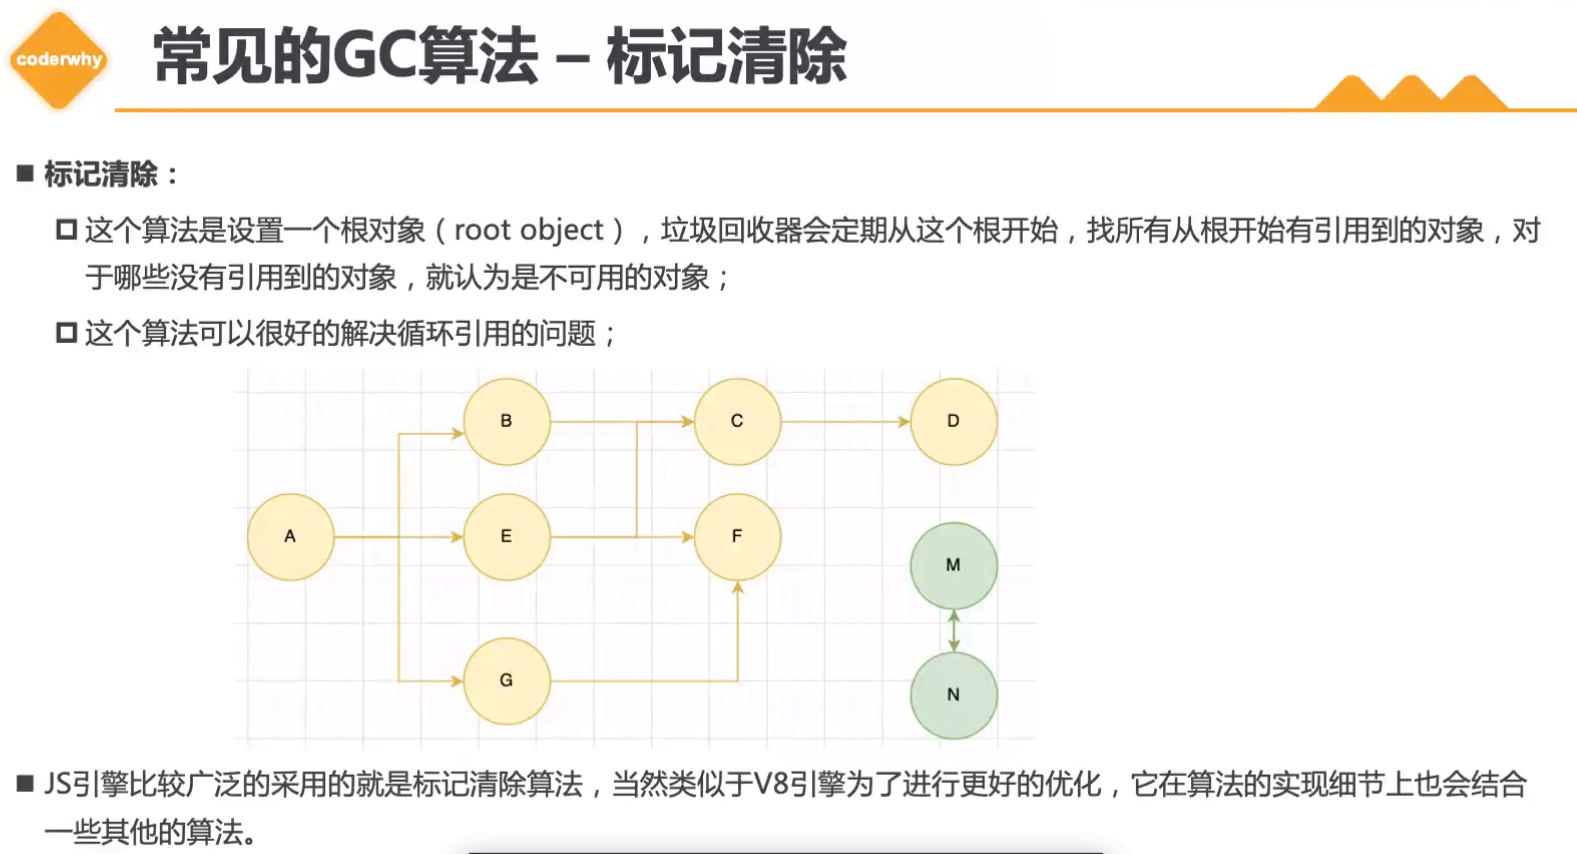 coderwhy
常见的GC算法 – 标记清除
■ 标记清除：
这个算法是设置一个根对象（root object），垃圾回收器会定期从这个根开始，找所有从根开始有引用到的对象，对
于哪些没有引用到的对象，就认为是不可用的对象；
这个算法可以很好的解决循环引用的问题；
B
C
D
A
E
F
M
G
N
■ JS引擎比较广泛的采用的就是标记清除算法，当然类似于V8引擎为了进行更好的优化，它在算法的实现细节上也会结合
一些其他的算法。